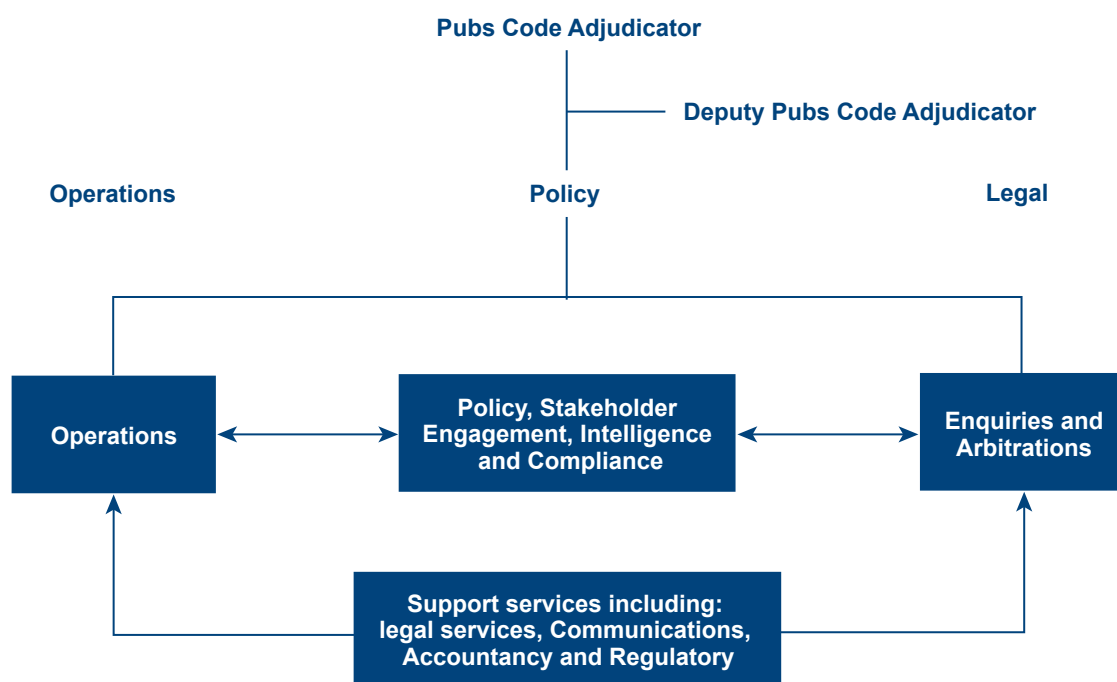 Pubs Code Adjudicator
Deputy Pubs Code Adjudicator
Operations
Policy
Legal
Operations
Policy, Stakeholder
Engagement, Intelligence
and Compliance
Enquiries and
Arbitrations
Support services including:
legal services, Communications,
Accountancy and Regulatory